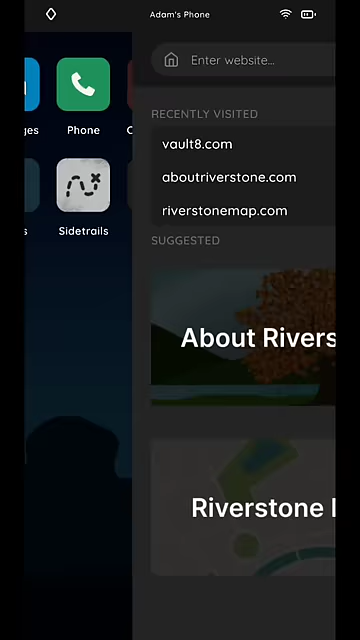 Adam's Phone
Enter website...
ges
Phone
C
RECENTLY VISITED
vault8.com
aboutriverstone.com
riverstonemap.com
s
Sidetrails
SUGGESTED
About Rivers
Riverstone